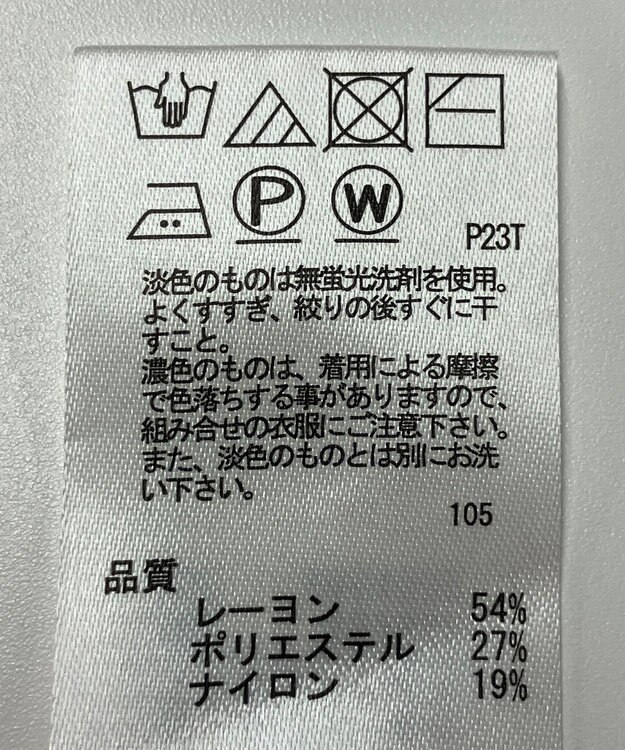 P W
P23T
淡色のものは無蛍光洗剤を使用。
よくすすぎ、絞りの後すぐに干
すこと。
濃色のものは、着用による摩擦
で色落ちする事がありますので、
組み合せの衣服にご注意下さい。
また、淡色のものとは別にお洗
い下さい。
105
品質
レーヨン 54%
ポリエステル 27%
ナイロン 19%